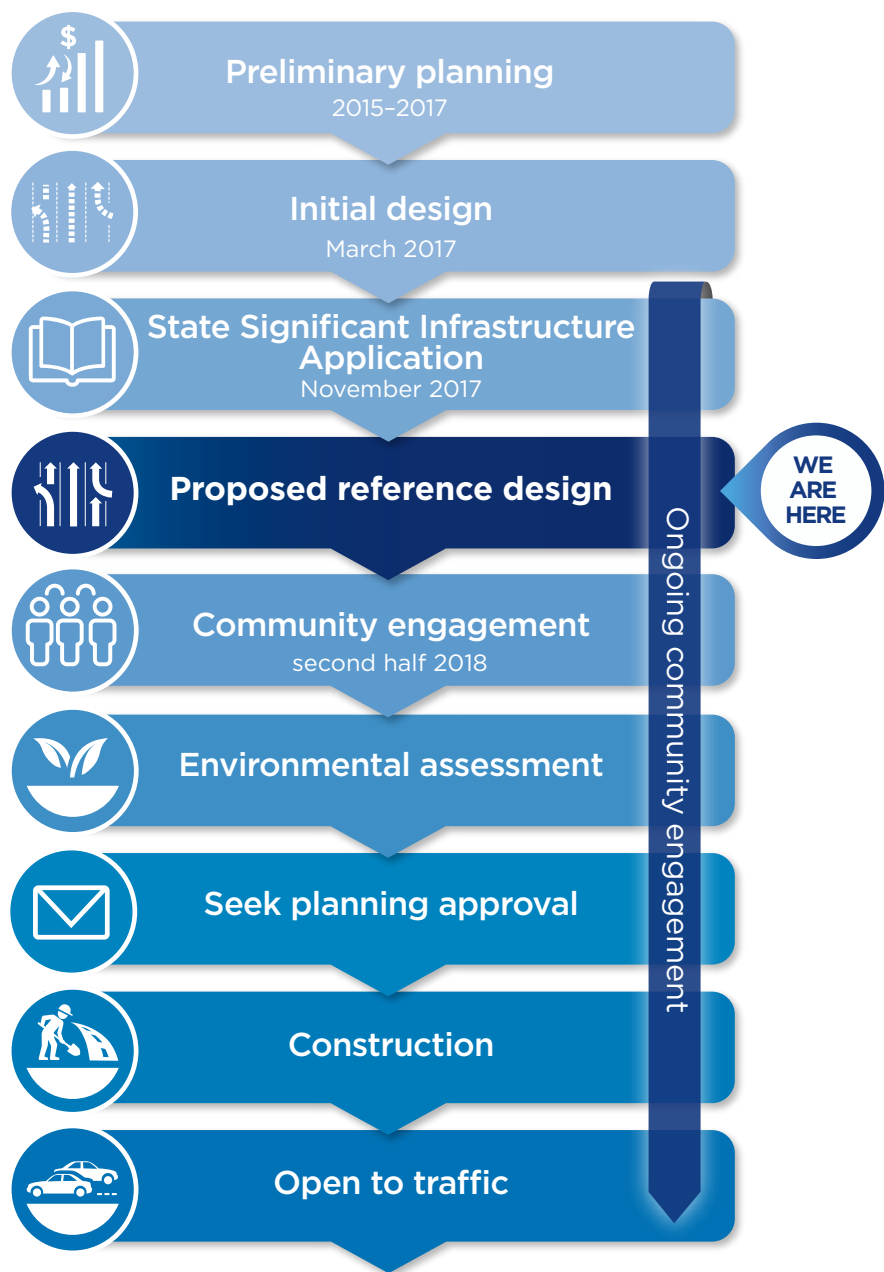 $
Preliminary planning
2015–2017
Initial design
March 2017
State Significant Infrastructure
Application
November 2017
Proposed reference design
WE
ARE
HERE
Community engagement
second half 2018
Environmental assessment
Seek planning approval
Construction
Open to traffic
Ongoing community engagement